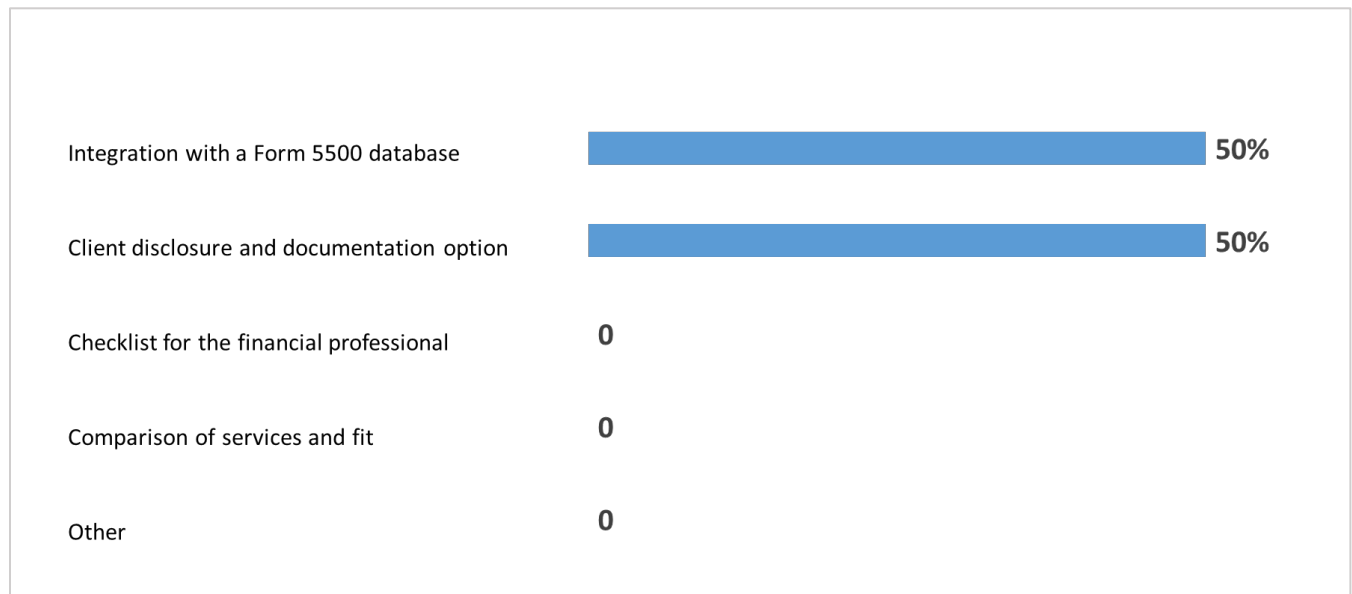 Integration with a Form 5500 database 50%
Client disclosure and documentation option 50%
Checklist for the financial professional 0
Comparison of services and fit 0
Other 0